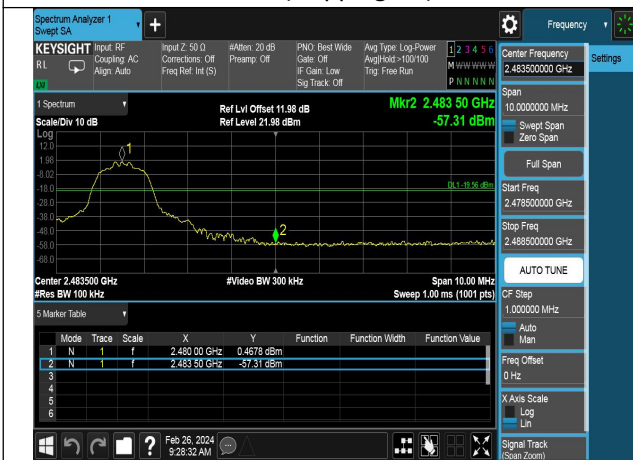 Spectrum Analyzer 1
Swept SA
+
Frequency
KEYSIGHT
RL
LXI
Input: RF
Coupling: AC
Align: Auto
Input Z: 50 Ω
Corrections: Off
Freq Ref: Int (S)
#Atten: 20 dB
Preamp: Off
PNO: Best Wide
Gate: Off
IF Gain: Low
Sig Track: Off
Avg Type: Log-Power
Avg|Hold:>100/100
Trig: Free Run
1 2 3 4 5 6
M W W W W W
P N N N N N
1 Spectrum
Scale/Div 10 dB
Ref Lvl Offset 11.98 dB
Ref Level 21.98 dBm
Mkr2 2.483 50 GHz
-57.31 dBm
Log
12.0
1.98
-8.02
-18.0
-28.0
-38.0
-48.0
-58.0
-68.0
1
2
DL1 -19.56 dBm
Center 2.483500 GHz
#Res BW 100 kHz
#Video BW 300 kHz
Span 10.00 MHz
Sweep 1.00 ms (1001 pts)
5 Marker Table
Mode Trace Scale X Y Function Function Width Function Value
1 N 1 f 2.480 00 GHz 0.4678 dBm
2 N 1 f 2.483 50 GHz -57.31 dBm
3
4
5
6
Feb 26, 2024
9:28:32 AM
?
Center Frequency
2.483500000 GHz
Settings
Span
10.0000000 MHz
Swept Span
Zero Span
Full Span
Start Freq
2.478500000 GHz
Stop Freq
2.488500000 GHz
AUTO TUNE
CF Step
1.000000 MHz
Auto
Man
Freq Offset
0 Hz
X Axis Scale
Log
Lin
Signal Track
(Span Zoom)